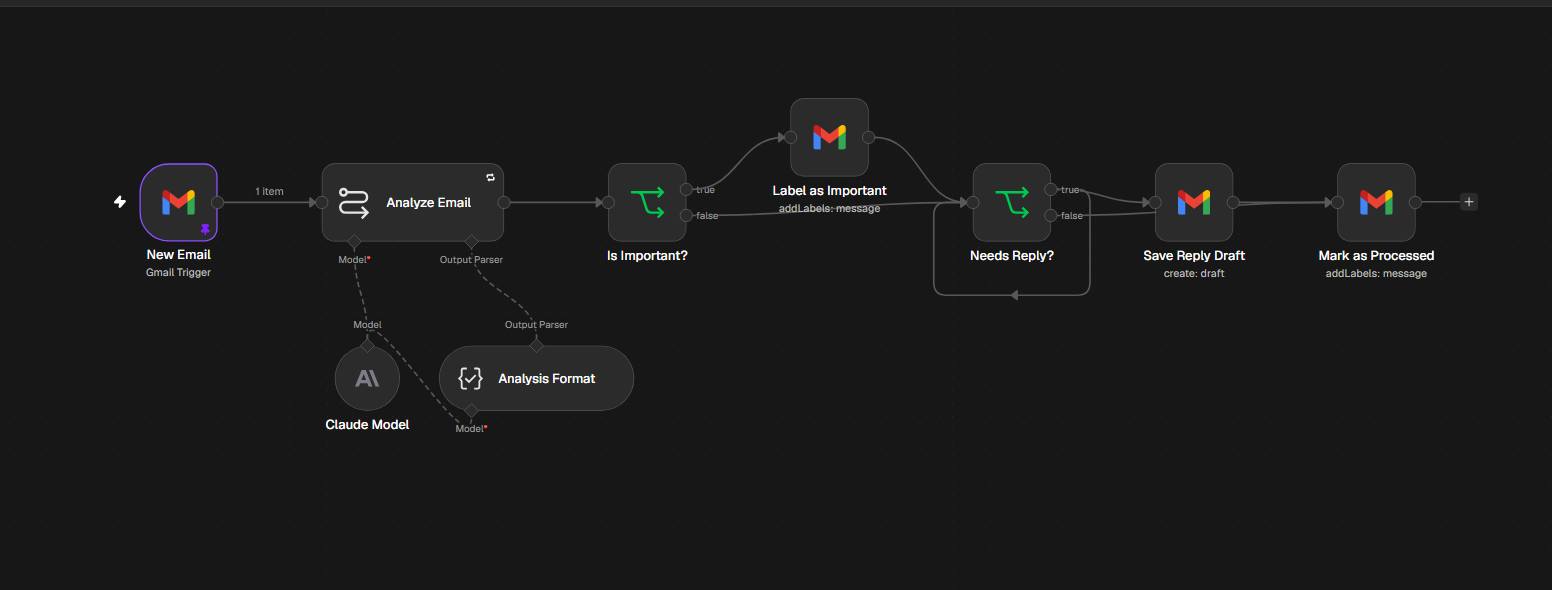 1 item
Analyze Email
true
false
Label as Important
addLabels: message
true
false
New Email
Gmail Trigger
Model*
Output Parser
Is Important?
Needs Reply?
Save Reply Draft
create: draft
Mark as Processed
addLabels: message
Model
Output Parser
Analysis Format
Claude Model
Model*